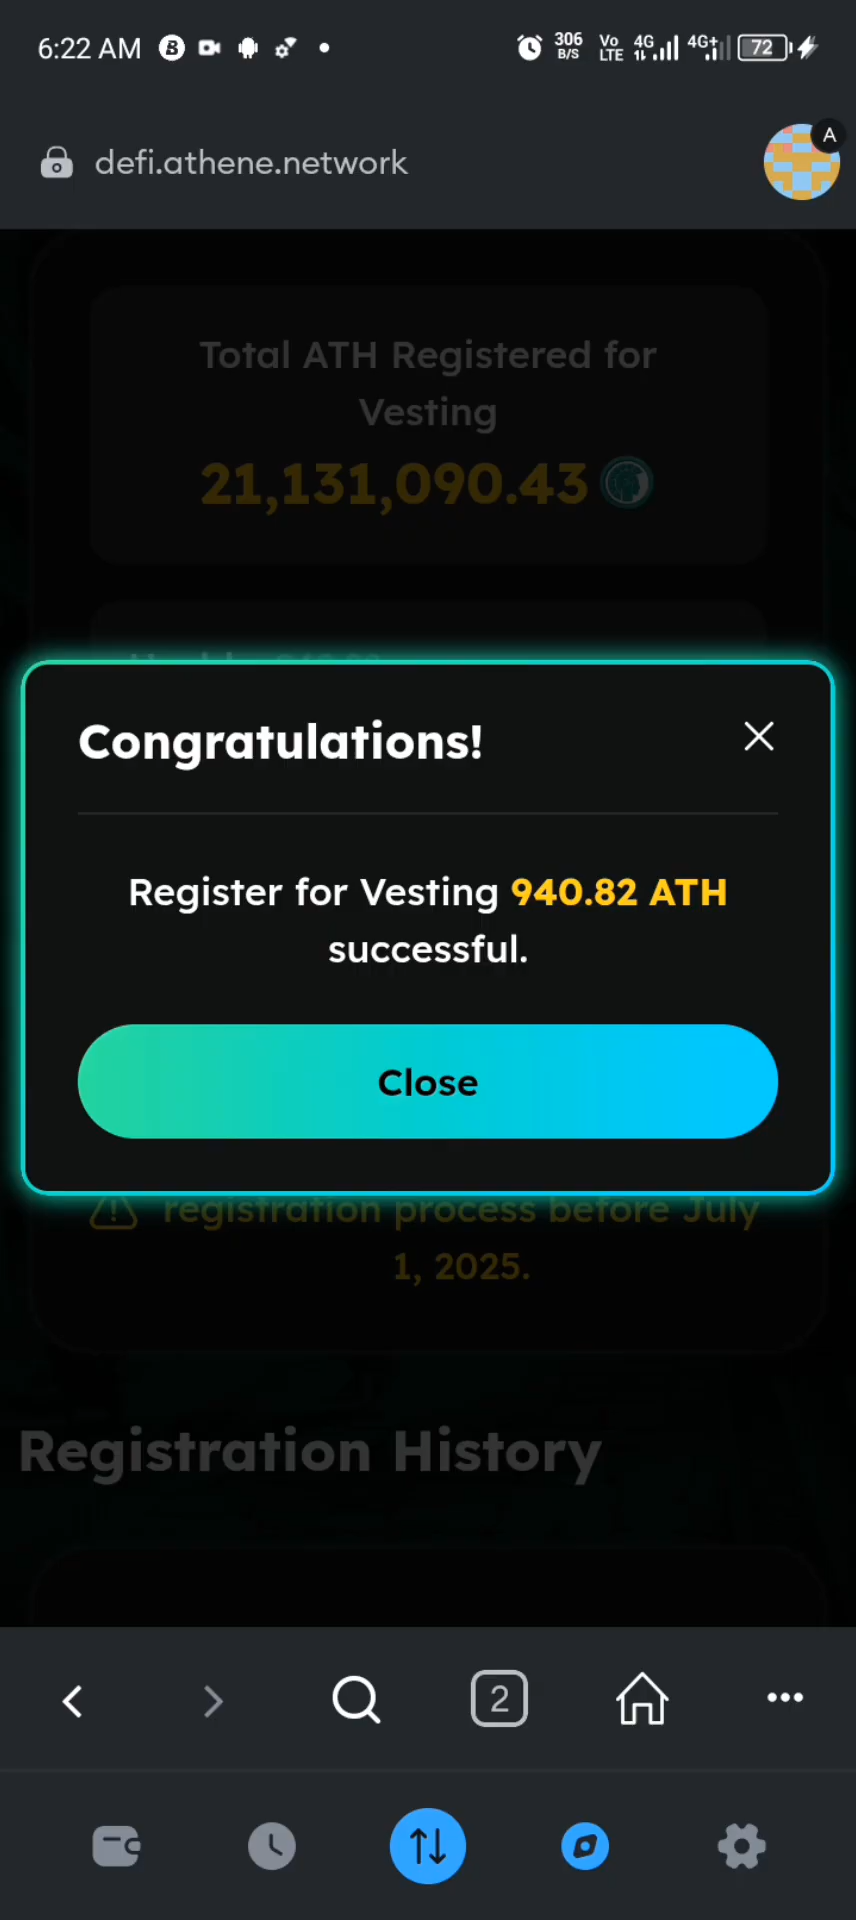 6:22 AM
306 B/S
Vo LTE
4G
4G+
72
defi.athene.network
A
Total ATH Registered for
Vesting
21,131,090.43
Congratulations!
Register for Vesting 940.82 ATH
successful.
Close
registration process before July
1, 2025.
Registration History
2